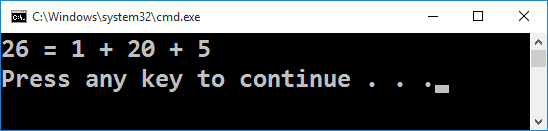 C:\Windows\system32\cmd.exe
26 = 1 + 20 + 5
Press any key to continue . . .